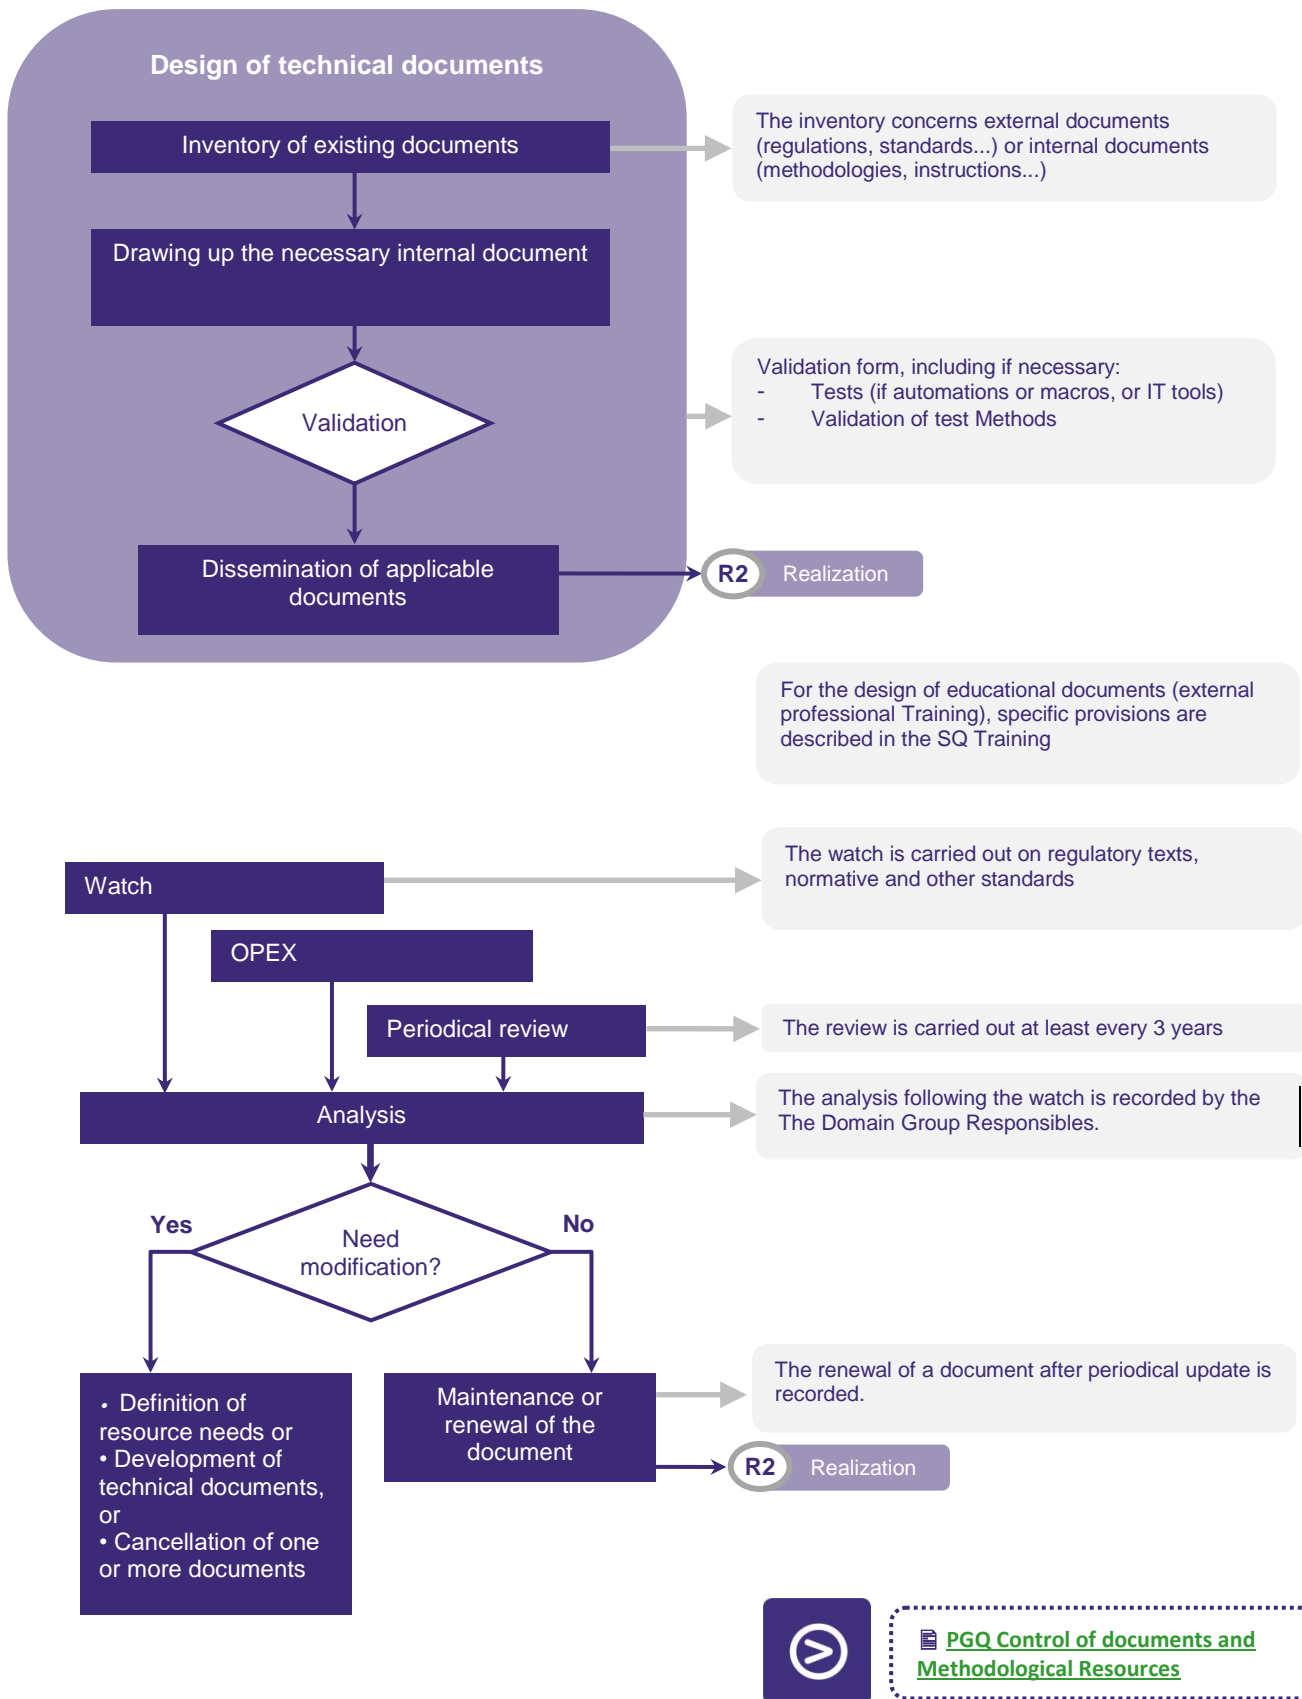 Design of technical documents
Inventory of existing documents
The inventory concerns external documents
(regulations, standards...) or internal documents
(methodologies, instructions...)
Drawing up the necessary internal document
Validation form, including if necessary:
- Tests (if automations or macros, or IT tools)
- Validation of test Methods
Validation
Dissemination of applicable
documents
R2 Realization
For the design of educational documents (external
professional Training), specific provisions are
described in the SQ Training
Watch
The watch is carried out on regulatory texts,
normative and other standards
OPEX
Periodical review
The review is carried out at least every 3 years
Analysis
The analysis following the watch is recorded by the
The Domain Group Responsibles.
Yes
No
Need
modification?
• Definition of
resource needs or
• Development of
technical documents,
or
• Cancellation of one
or more documents
Maintenance or
renewal of the
document
The renewal of a document after periodical update is
recorded.
R2 Realization
PGQ Control of documents and
Methodological Resources